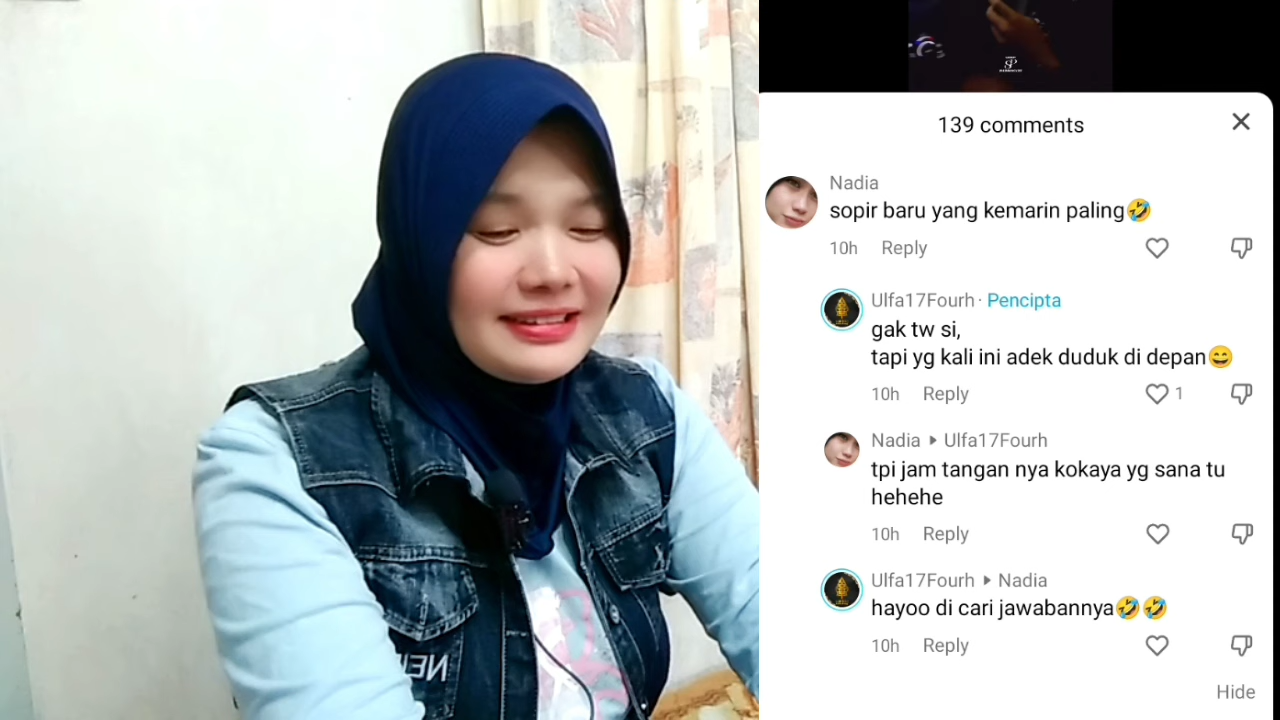 139 comments
Nadia
sopir baru yang kemarin paling🤣
10h Reply
Ulfa17Fourh · Pencipta
gak tw si,
tapi yg kali ini adek duduk di depan😄
10h Reply 1
Nadia ▸ Ulfa17Fourh
tpi jam tangan nya kokaya yg sana tu
hehehe
10h Reply
Ulfa17Fourh ▸ Nadia
hayoo di cari jawabannya🤣🤣
10h Reply
Hide